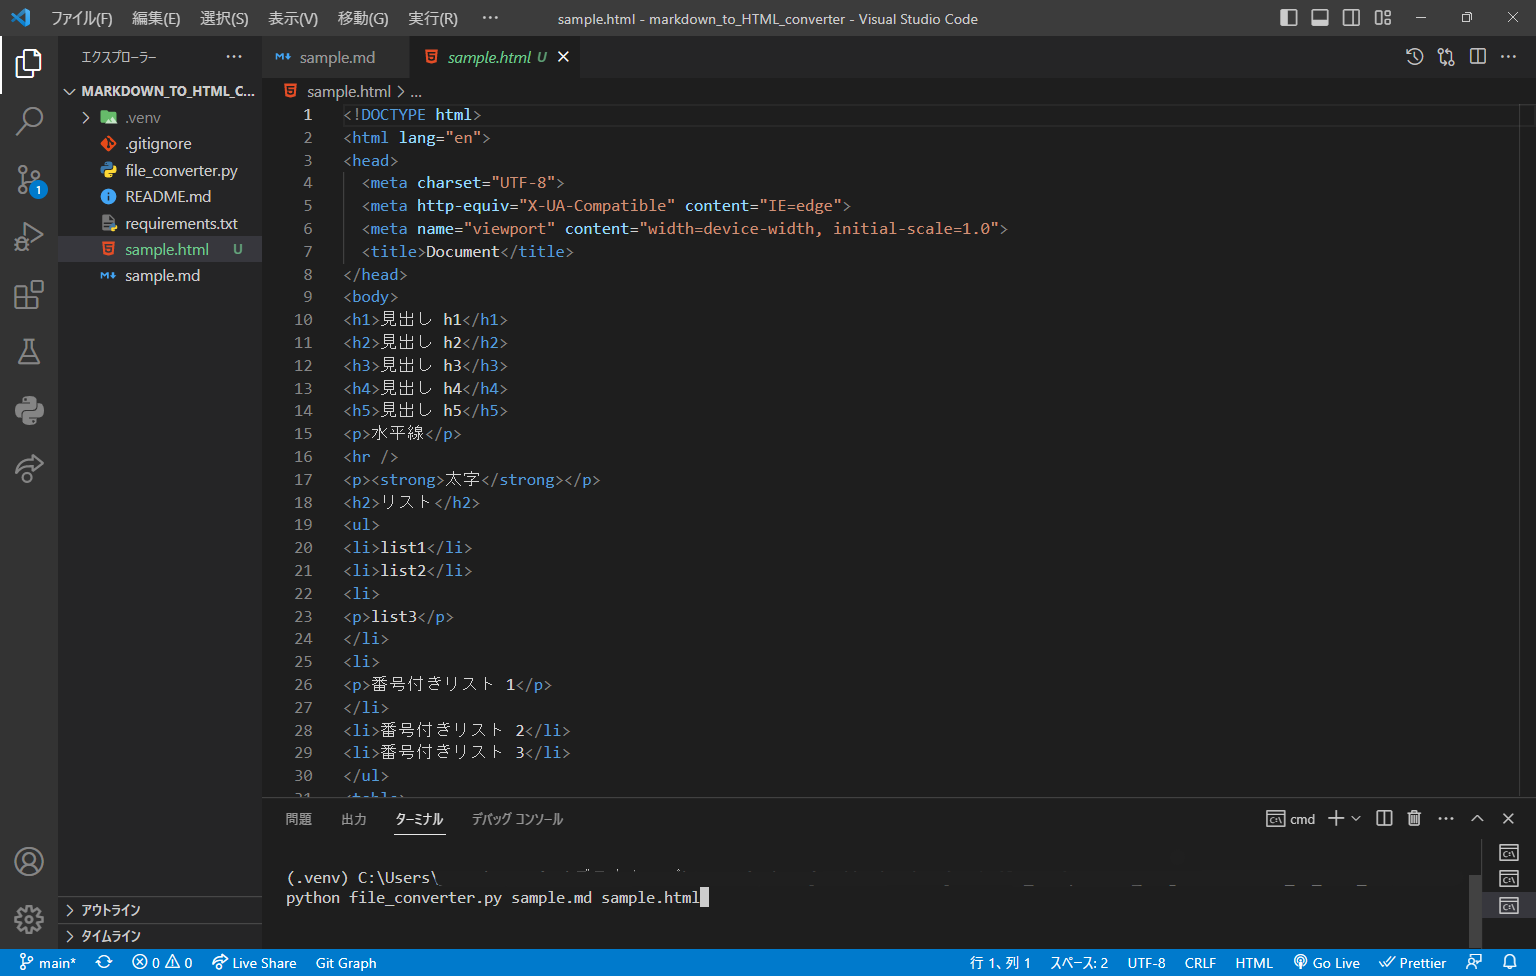 ファイル(F) 編集(E) 選択(S) 表示(V) 移動(G) 実行(R) ··· sample.html - markdown_to_HTML_converter - Visual Studio Code
エクスプローラー ···
MARKDOWN_TO_HTML_C...
.venv
.gitignore
file_converter.py
README.md
requirements.txt
sample.html U
sample.md
アウトライン
タイムライン
sample.md sample.html U
sample.html > ...
1 <!DOCTYPE html>
2 <html lang="en">
3 <head>
4 <meta charset="UTF-8">
5 <meta http-equiv="X-UA-Compatible" content="IE=edge">
6 <meta name="viewport" content="width=device-width, initial-scale=1.0">
7 <title>Document</title>
8 </head>
9 <body>
10 <h1>見出し h1</h1>
11 <h2>見出し h2</h2>
12 <h3>見出し h3</h3>
13 <h4>見出し h4</h4>
14 <h5>見出し h5</h5>
15 <p>水平線</p>
16 <hr />
17 <p><strong>太字</strong></p>
18 <h2>リスト</h2>
19 <ul>
20 <li>list1</li>
21 <li>list2</li>
22 <li>
23 <p>list3</p>
24 </li>
25 <li>
26 <p>番号付きリスト 1</p>
27 </li>
28 <li>番号付きリスト 2</li>
29 <li>番号付きリスト 3</li>
30 </ul>
31 <table>
問題 出力 ターミナル デバッグ コンソール cmd
(.venv) C:\Users\
python file_converter.py sample.md sample.html
main* 0 0 Live Share Git Graph 行 1、列 1 スペース: 2 UTF-8 CRLF HTML Go Live Prettier